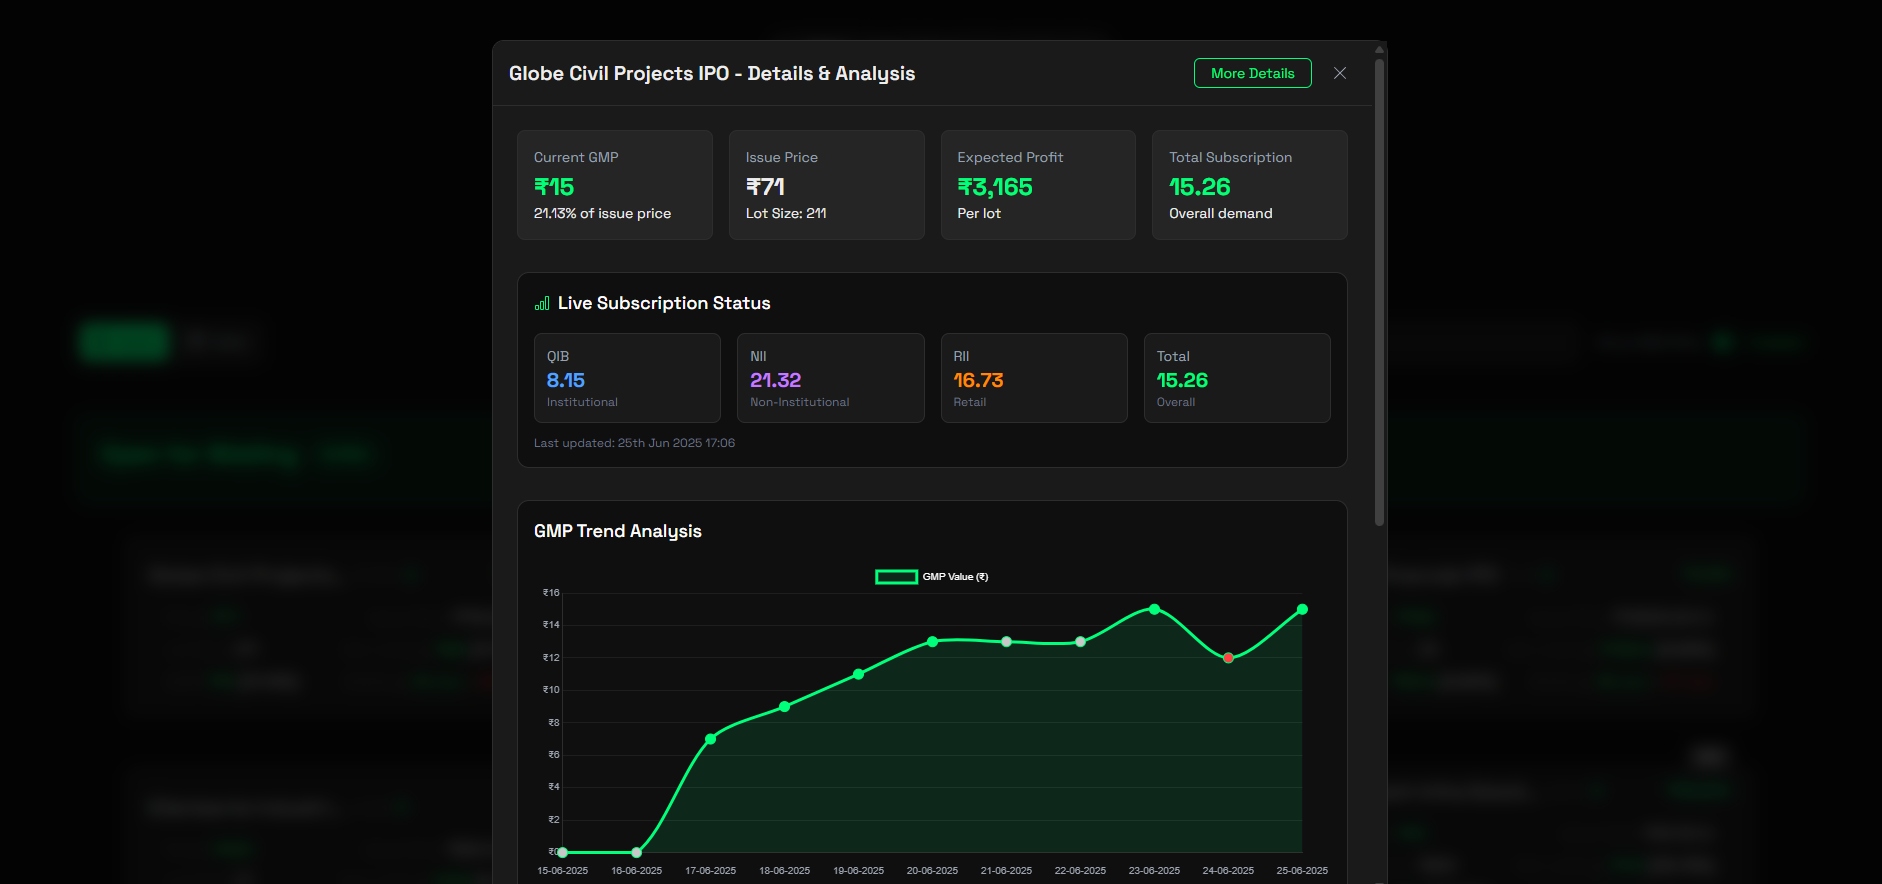 Globe Civil Projects IPO - Details & Analysis
More Details
Current GMP
₹15
21.13% of issue price
Issue Price
₹71
Lot Size: 211
Expected Profit
₹3,165
Per lot
Total Subscription
15.26
Overall demand
Live Subscription Status
QIB
8.15
Institutional
NII
21.32
Non-Institutional
RII
16.73
Retail
Total
15.26
Overall
Last updated: 25th Jun 2025 17:06
GMP Trend Analysis
GMP Value (₹)
₹16
₹14
₹12
₹10
₹8
₹6
₹4
₹2
₹0
15-06-2025 16-06-2025 17-06-2025 18-06-2025 19-06-2025 20-06-2025 21-06-2025 22-06-2025 23-06-2025 24-06-2025 25-06-2025